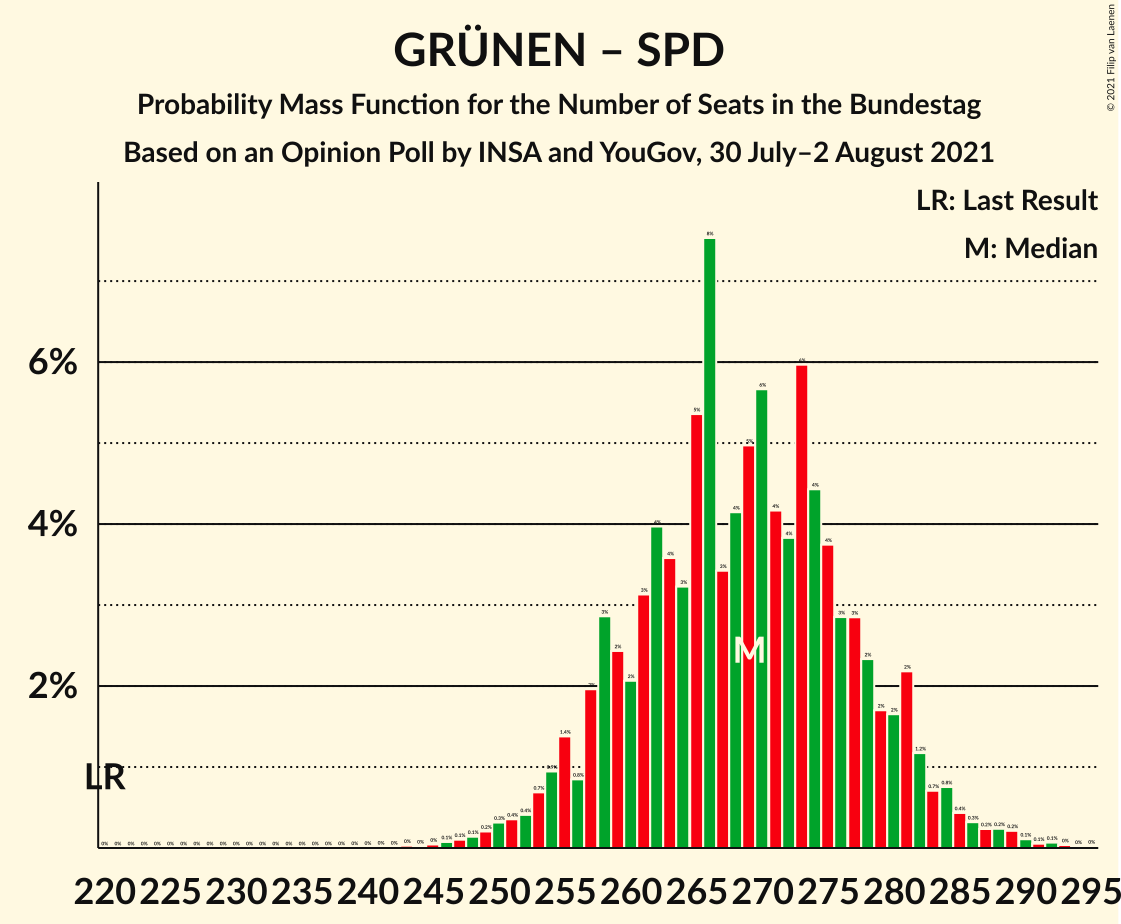 GRÜNEN – SPD
Probability Mass Function for the Number of Seats in the Bundestag
Based on an Opinion Poll by INSA and YouGov, 30 July–2 August 2021
© 2021 Filip van Laenen
LR: Last Result
M: Median
6%
4%
2%
LR
M
220 225 230 235 240 245 250 255 260 265 270 275 280 285 290 295